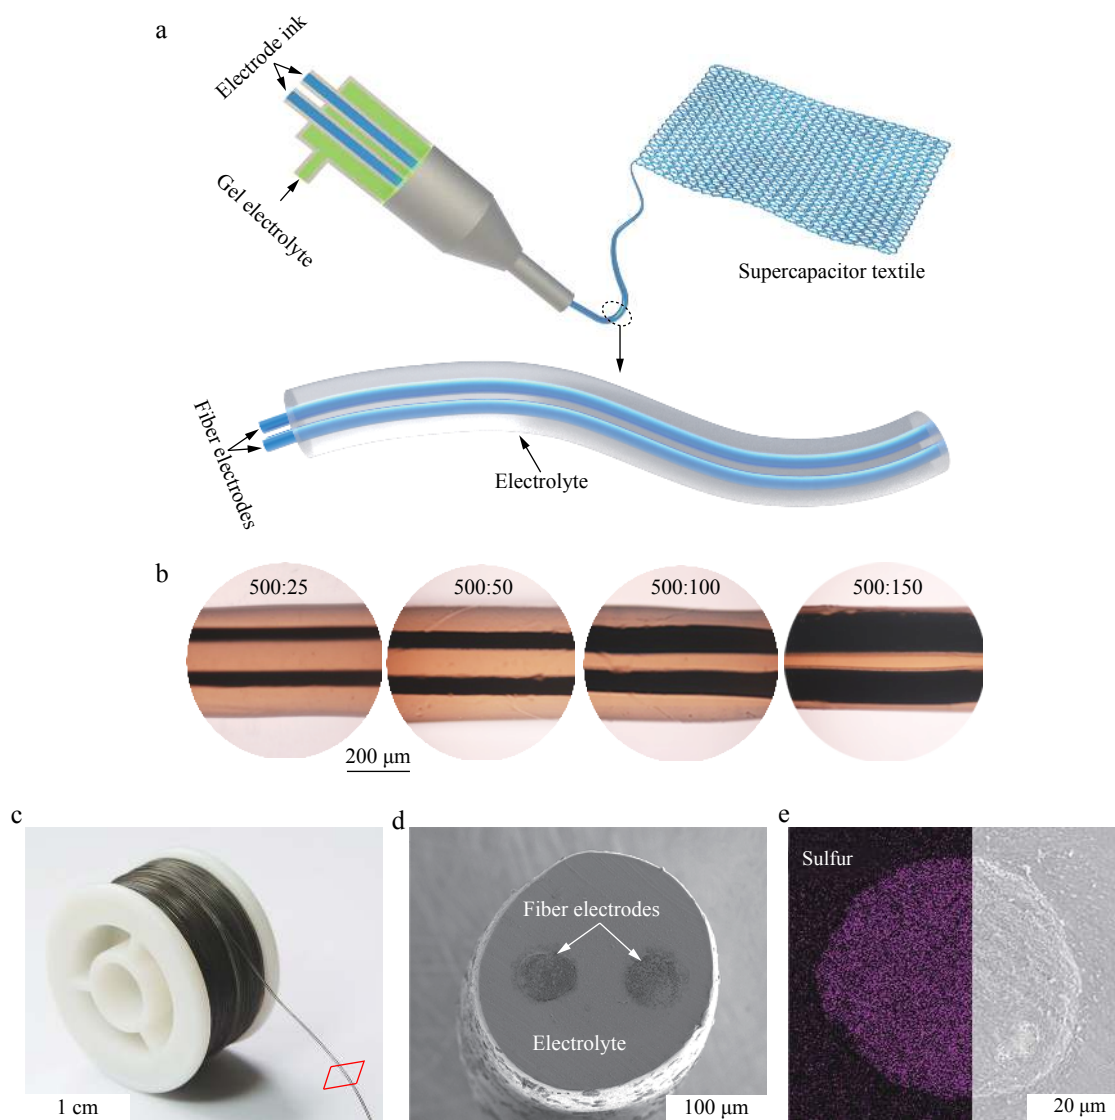 a
Electrode ink
Gel electrolyte
Supercapacitor textile
Fiber electrodes
Electrolyte
b
500:25
500:50
500:100
500:150
200 μm
c
d
e
Sulfur
Fiber electrodes
Electrolyte
1 cm
100 μm
20 μm